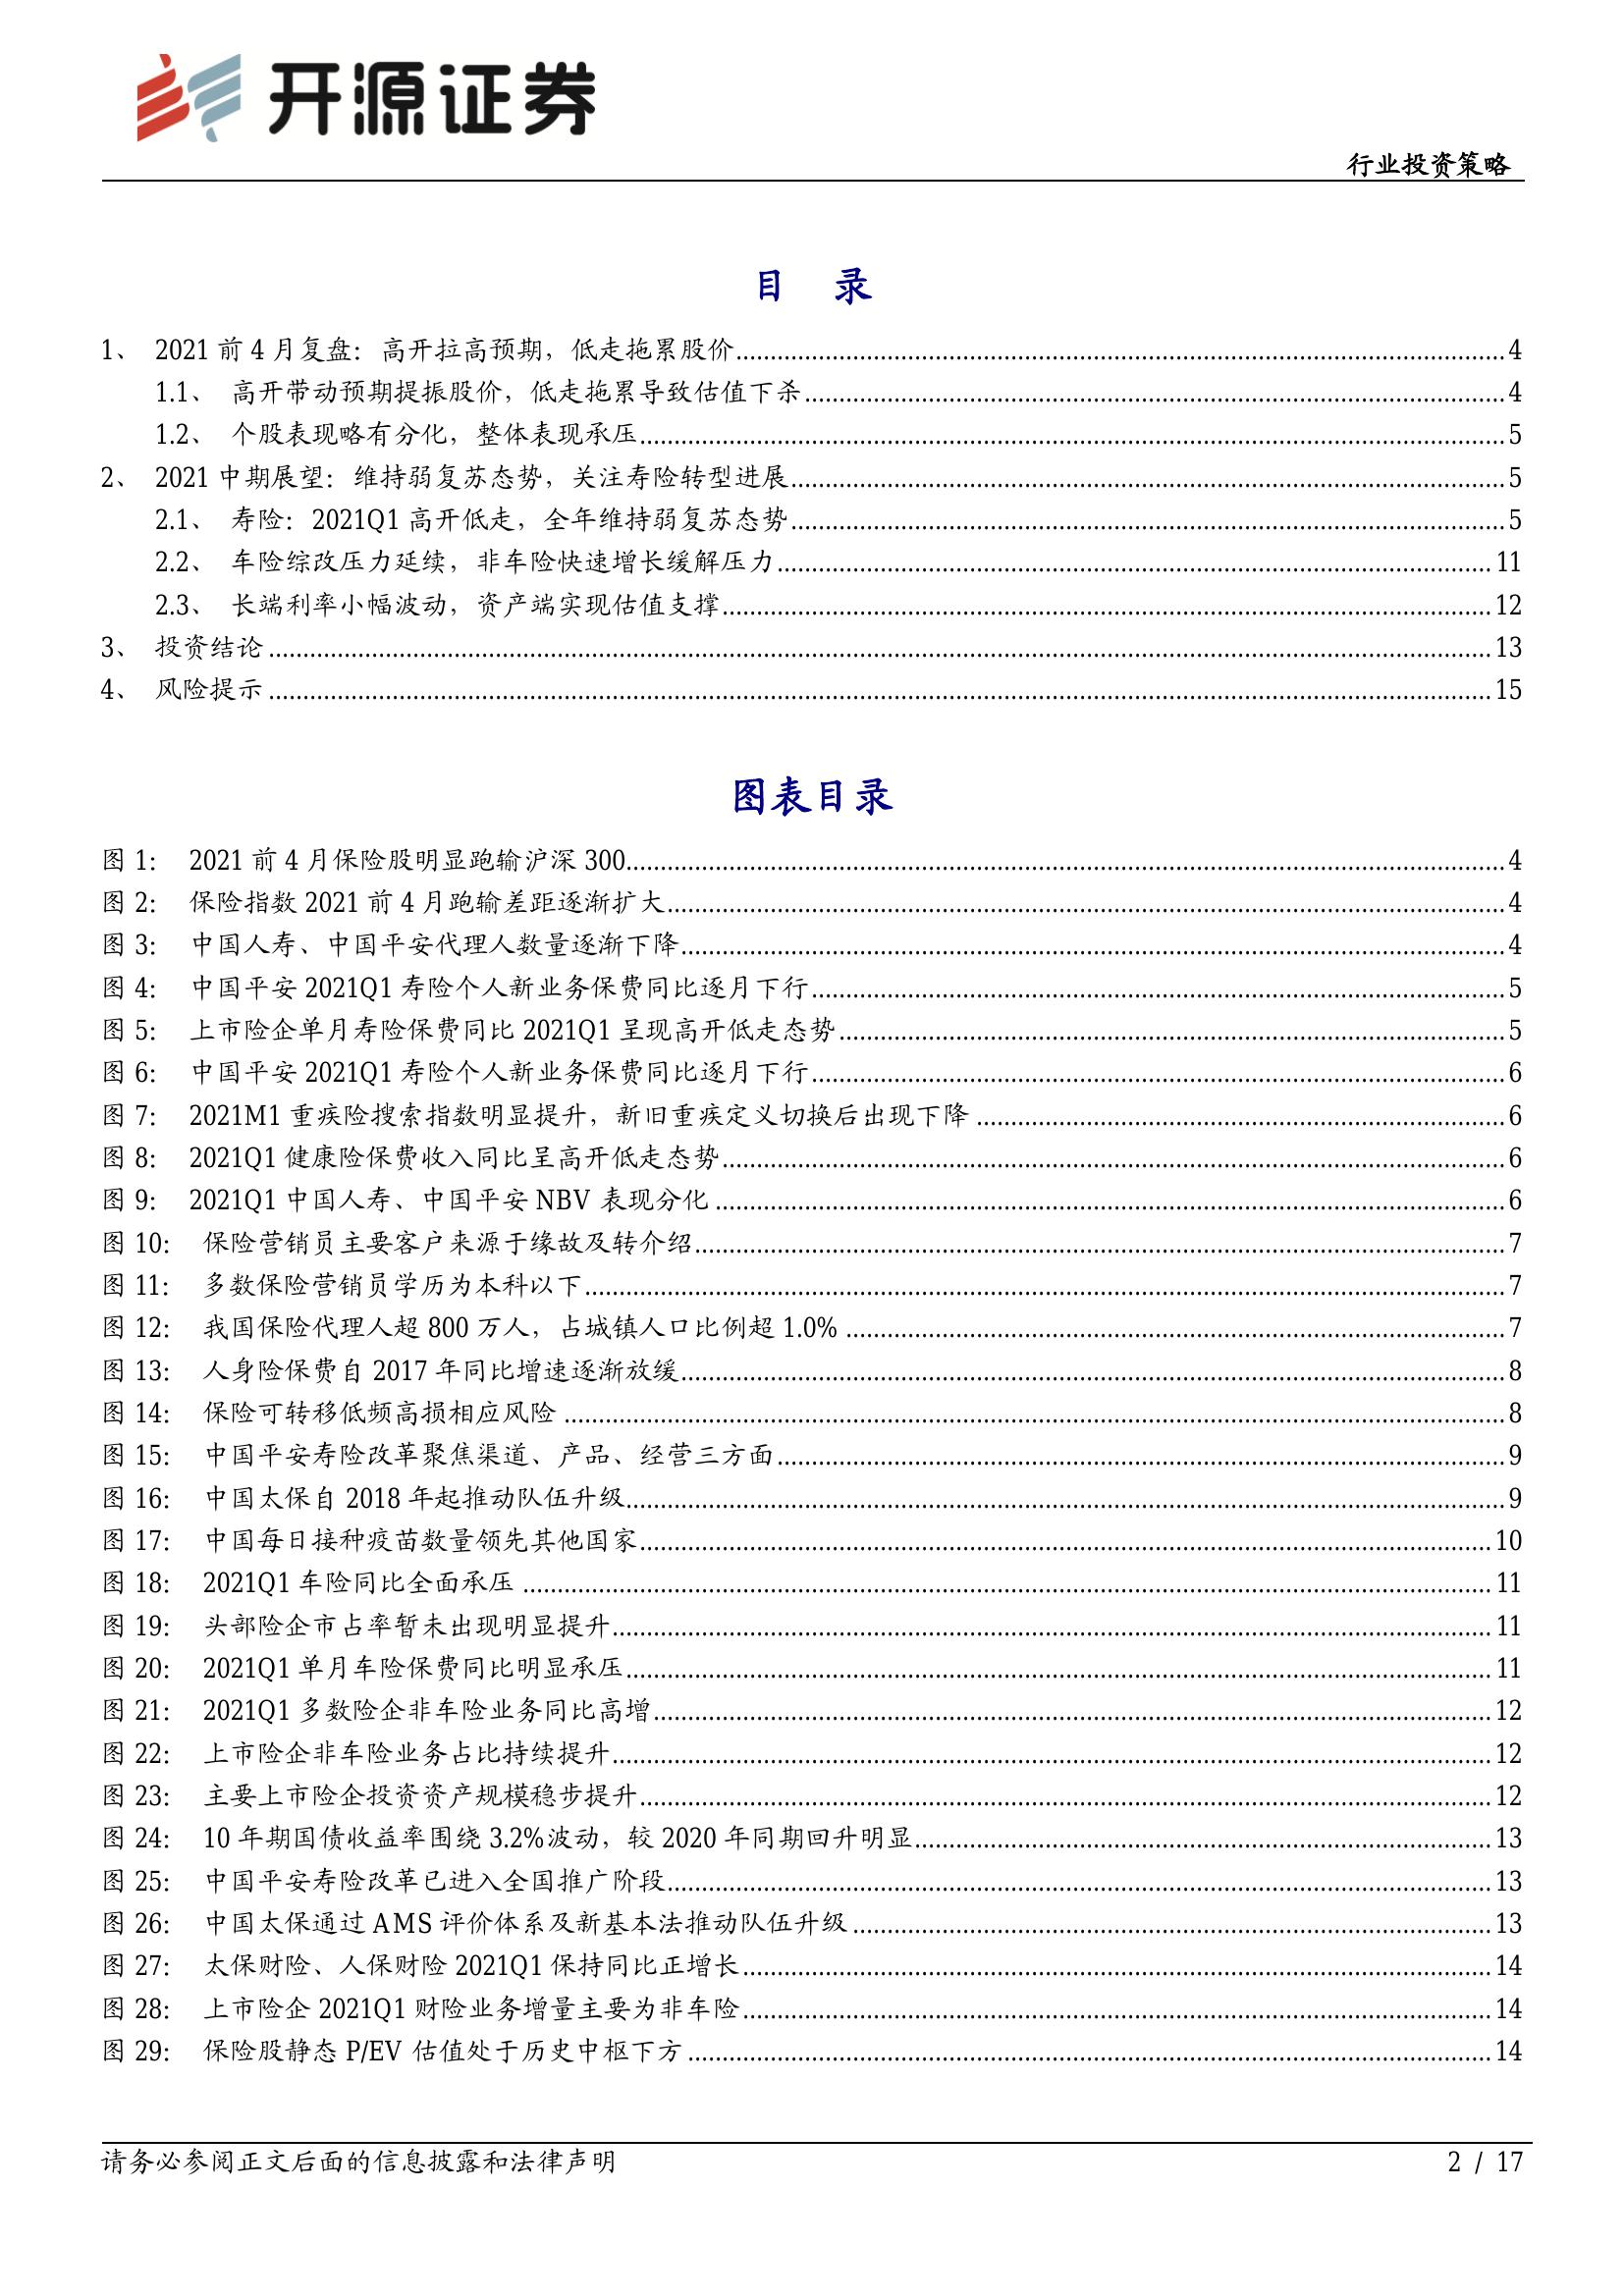 开源证券
行业投资策略
目 录
1、 2021 前 4 月复盘：高开拉高预期，低走拖累股价 4
1.1、 高开带动预期提振股价，低走拖累导致估值下杀 4
1.2、 个股表现略有分化，整体表现承压 5
2、 2021 中期展望：维持弱复苏态势，关注寿险转型进展 5
2.1、 寿险：2021Q1 高开低走，全年维持弱复苏态势 5
2.2、 车险综改压力延续，非车险快速增长缓解压力 11
2.3、 长端利率小幅波动，资产端实现估值支撑 12
3、 投资结论 13
4、 风险提示 15
图表目录
图 1： 2021 前 4 月保险股明显跑输沪深 300 4
图 2： 保险指数 2021 前 4 月跑输差距逐渐扩大 4
图 3： 中国人寿、中国平安代理人数量逐渐下降 4
图 4： 中国平安 2021Q1 寿险个人新业务保费同比逐月下行 5
图 5： 上市险企单月寿险保费同比 2021Q1 呈现高开低走态势 5
图 6： 中国平安 2021Q1 寿险个人新业务保费同比逐月下行 6
图 7： 2021M1 重疾险搜索指数明显提升，新旧重疾定义切换后出现下降 6
图 8： 2021Q1 健康险保费收入同比呈高开低走态势 6
图 9： 2021Q1 中国人寿、中国平安 NBV 表现分化 6
图 10： 保险营销员主要客户来源于缘故及转介绍 7
图 11： 多数保险营销员学历为本科以下 7
图 12： 我国保险代理人超 800 万人，占城镇人口比例超 1.0% 7
图 13： 人身险保费自 2017 年同比增速逐渐放缓 8
图 14： 保险可转移低频高损相应风险 8
图 15： 中国平安寿险改革聚焦渠道、产品、经营三方面 9
图 16： 中国太保自 2018 年起推动队伍升级 9
图 17： 中国每日接种疫苗数量领先其他国家 10
图 18： 2021Q1 车险同比全面承压 11
图 19： 头部险企市占率暂未出现明显提升 11
图 20： 2021Q1 单月车险保费同比明显承压 11
图 21： 2021Q1 多数险企非车险业务同比高增 12
图 22： 上市险企非车险业务占比持续提升 12
图 23： 主要上市险企投资资产规模稳步提升 12
图 24： 10 年期国债收益率围绕 3.2%波动，较 2020 年同期回升明显 13
图 25： 中国平安寿险改革已进入全国推广阶段 13
图 26： 中国太保通过 AMS 评价体系及新基本法推动队伍升级 13
图 27： 太保财险、人保财险 2021Q1 保持同比正增长 14
图 28： 上市险企 2021Q1 财险业务增量主要为非车险 14
图 29： 保险股静态 P/EV 估值处于历史中枢下方 14
请务必参阅正文后面的信息披露和法律声明 2 / 17